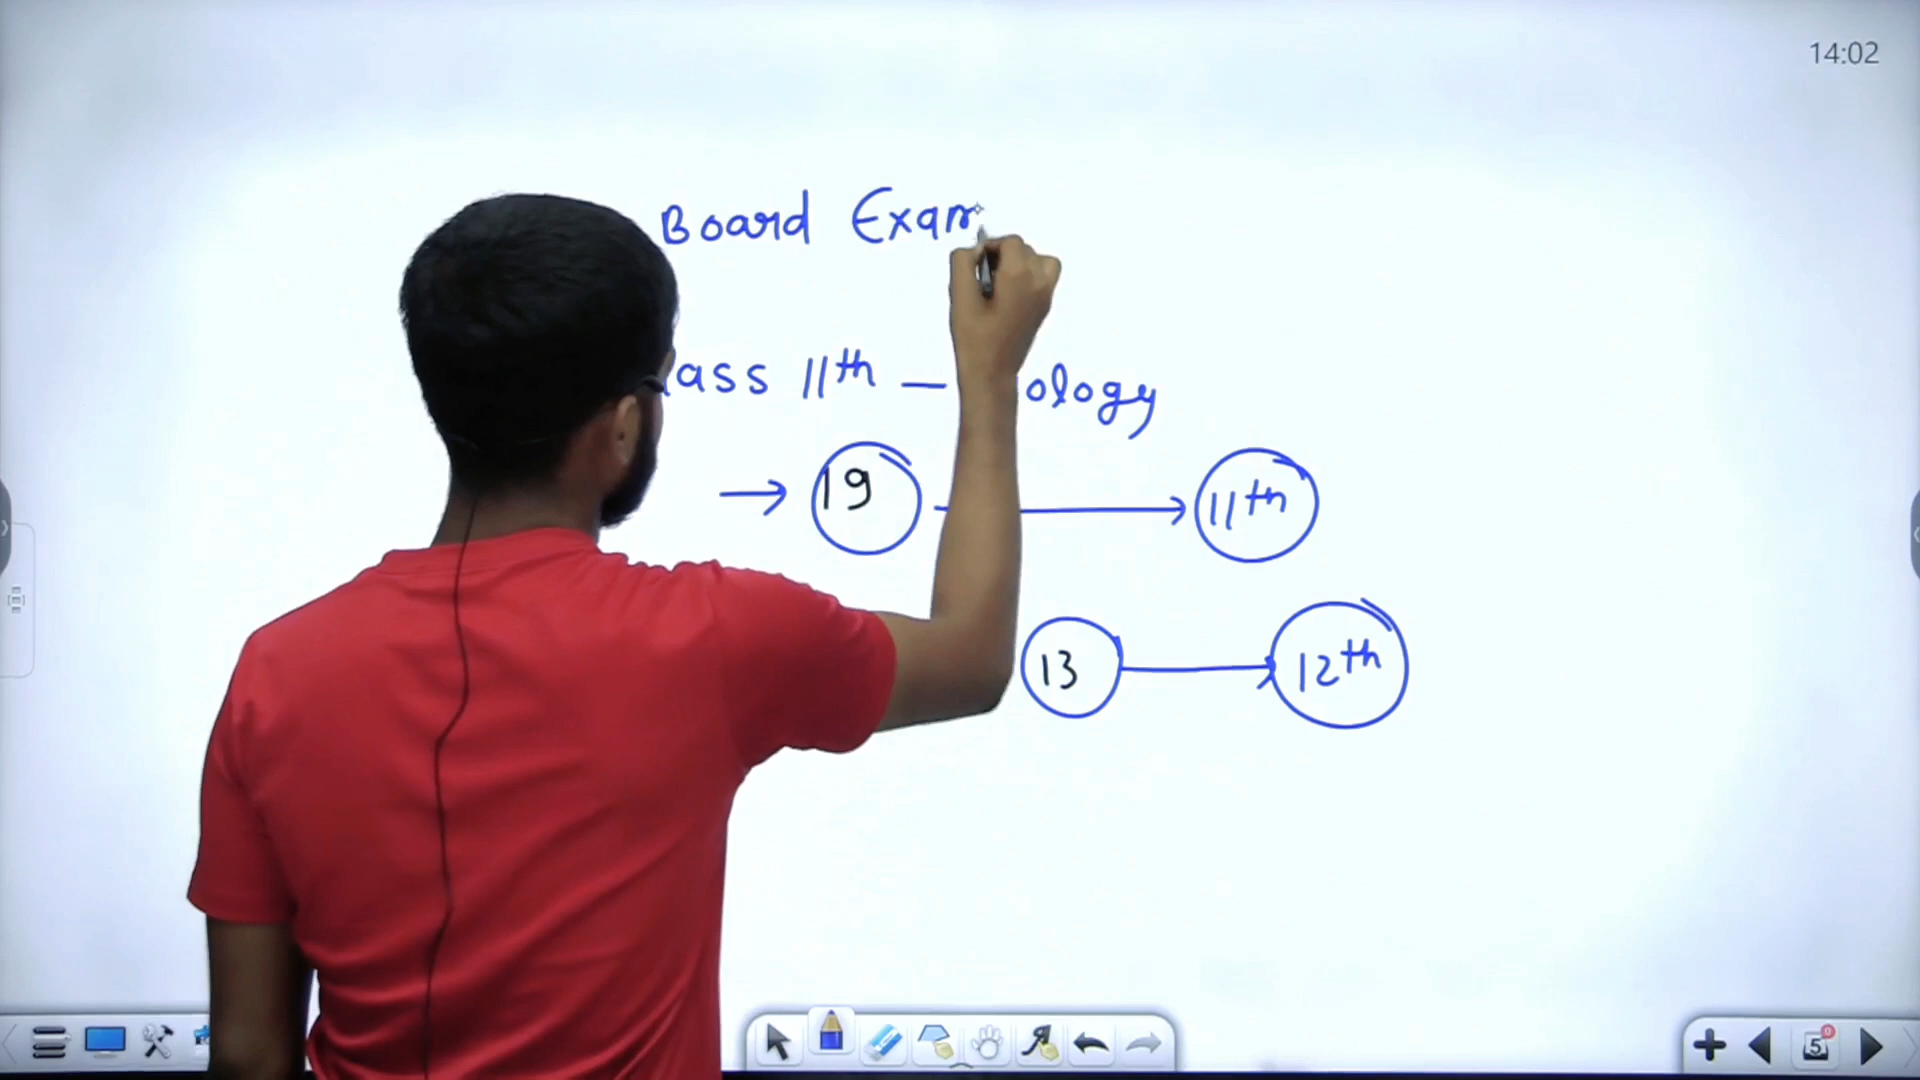 14:02
Board Exam
ass 11th - ology
→ 19 → 11th
13 → 12th
5